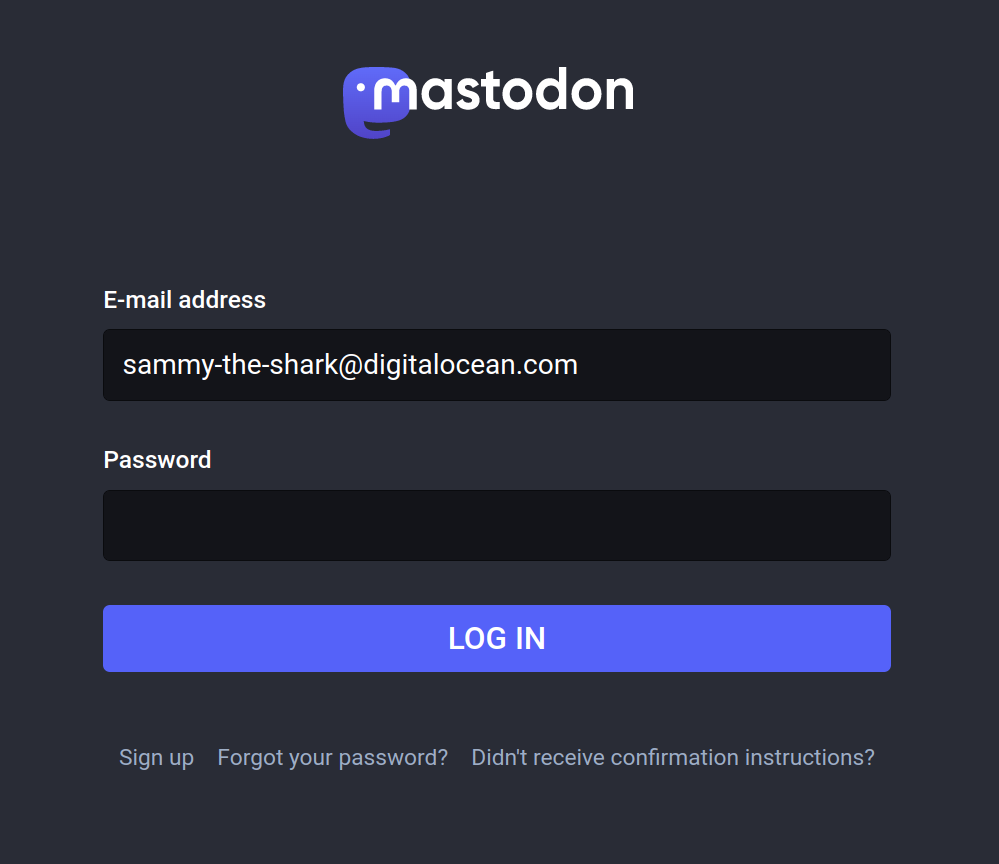 mastodon
E-mail address
sammy-the-shark@digitalocean.com
Password
LOG IN
Sign up Forgot your password? Didn't receive confirmation instructions?